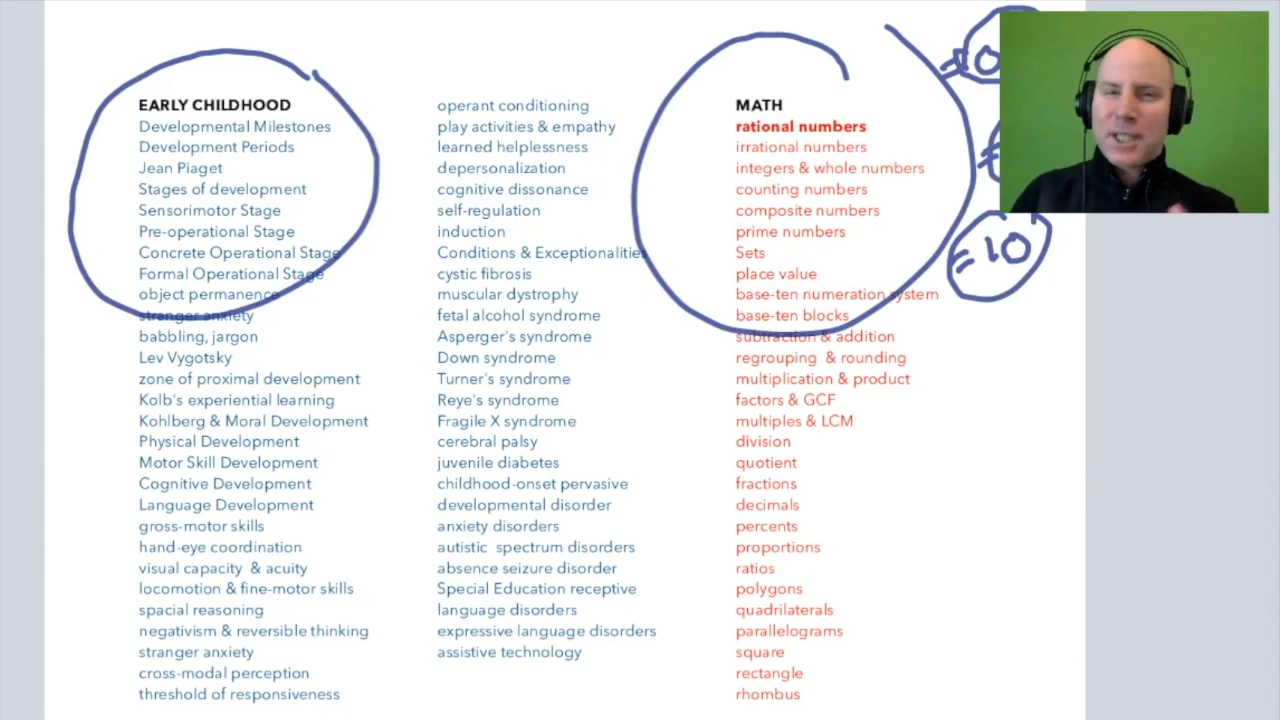 EARLY CHILDHOOD
Developmental Milestones
Development Periods
Jean Piaget
Stages of development
Sensorimotor Stage
Pre-operational Stage
Concrete Operational Stage
Formal Operational Stage
object permanence
stranger anxiety
babbling, jargon
Lev Vygotsky
zone of proximal development
Kolb's experiential learning
Kohlberg & Moral Development
Physical Development
Motor Skill Development
Cognitive Development
Language Development
gross-motor skills
hand-eye coordination
visual capacity & acuity
locomotion & fine-motor skills
spacial reasoning
negativism & reversible thinking
stranger anxiety
cross-modal perception
threshold of responsiveness
operant conditioning
play activities & empathy
learned helplessness
depersonalization
cognitive dissonance
self-regulation
induction
Conditions & Exceptionalities
cystic fibrosis
muscular dystrophy
fetal alcohol syndrome
Asperger's syndrome
Down syndrome
Turner's syndrome
Reye's syndrome
Fragile X syndrome
cerebral palsy
juvenile diabetes
childhood-onset pervasive
developmental disorder
anxiety disorders
autistic spectrum disorders
absence seizure disorder
Special Education receptive
language disorders
expressive language disorders
assistive technology
MATH
rational numbers
irrational numbers
integers & whole numbers
counting numbers
composite numbers
prime numbers
Sets
place value
base-ten numeration system
base-ten blocks
subtraction & addition
regrouping & rounding
multiplication & product
factors & GCF
multiples & LCM
division
quotient
fractions
decimals
percents
proportions
ratios
polygons
quadrilaterals
parallelograms
square
rectangle
rhombus
=10